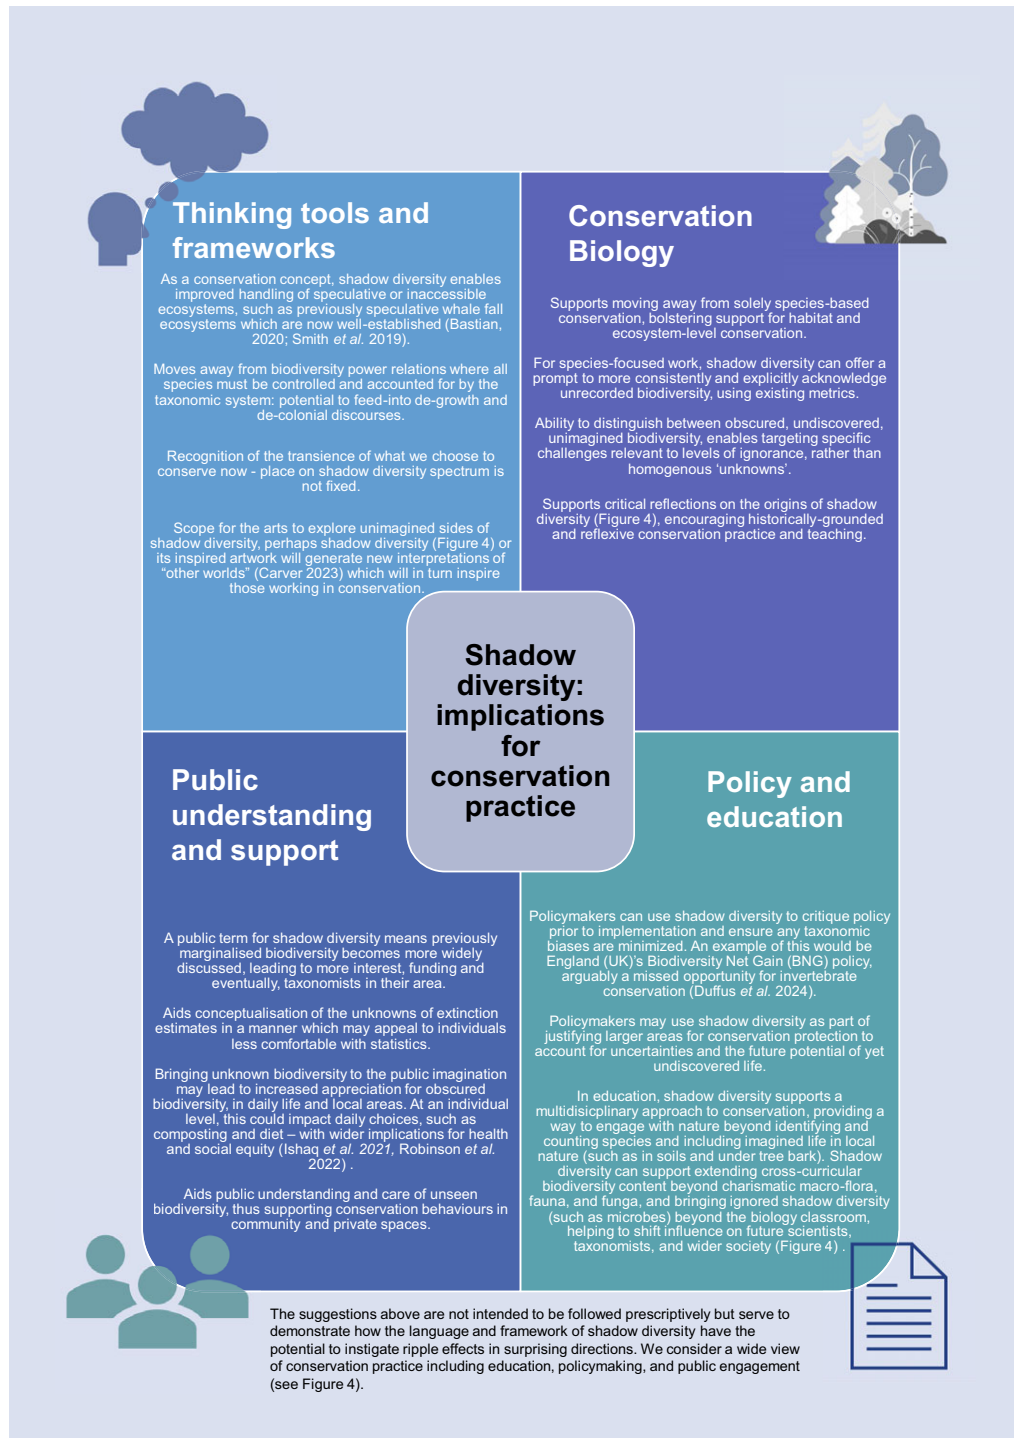 Thinking tools and
frameworks
As a conservation concept, shadow diversity enables
improved handling of speculative or inaccessible
ecosystems, such as previously speculative whale fall
ecosystems which are now well-established (Bastian,
2020; Smith et al. 2019).
Moves away from biodiversity power relations where all
species must be controlled and accounted for by the
taxonomic system: potential to feed-into de-growth and
de-colonial discourses.
Recognition of the transience of what we choose to
conserve now - place on shadow diversity spectrum is
not fixed.
Scope for the arts to explore unimagined sides of
shadow diversity, perhaps shadow diversity (Figure 4) or
its inspired artwork will generate new interpretations of
“other worlds” (Carver 2023) which will in turn inspire
those working in conservation.
Conservation
Biology
Supports moving away from solely species-based
conservation, bolstering support for habitat and
ecosystem-level conservation.
For species-focused work, shadow diversity can offer a
prompt to more consistently and explicitly acknowledge
unrecorded biodiversity, using existing metrics.
Ability to distinguish between obscured, undiscovered,
unimagined biodiversity, enables targeting specific
challenges relevant to levels of ignorance, rather than
homogenous ‘unknowns’.
Supports critical reflections on the origins of shadow
diversity (Figure 4), encouraging historically-grounded
and reflexive conservation practice and teaching.
Shadow
diversity:
implications
for
conservation
practice
Public
understanding
and support
A public term for shadow diversity means previously
marginalised biodiversity becomes more widely
discussed, leading to more interest, funding and
eventually, taxonomists in their area.
Aids conceptualisation of the unknowns of extinction
estimates in a manner which may appeal to individuals
less comfortable with statistics.
Bringing unknown biodiversity to the public imagination
may lead to increased appreciation for obscured
biodiversity, in daily life and local areas. At an individual
level, this could impact daily choices, such as
composting and diet – with wider implications for health
and social equity (Ishaq et al. 2021, Robinson et al.
2022) .
Aids public understanding and care of unseen
biodiversity, thus supporting conservation behaviours in
community and private spaces.
Policy and
education
Policymakers can use shadow diversity to critique policy
prior to implementation and ensure any taxonomic
biases are minimized. An example of this would be
England (UK)’s Biodiversity Net Gain (BNG) policy,
arguably a missed opportunity for invertebrate
conservation (Duffus et al. 2024).
Policymakers may use shadow diversity as part of
justifying larger areas for conservation protection to
account for uncertainties and the future potential of yet
undiscovered life.
In education, shadow diversity supports a
multidisicplinary approach to conservation, providing a
way to engage with nature beyond identifying and
counting species and including imagined life in local
nature (such as in soils and under tree bark). Shadow
diversity can support extending cross-curricular
biodiversity content beyond charismatic macro-flora,
fauna, and funga, and bringing ignored shadow diversity
(such as microbes) beyond the biology classroom,
helping to shift influence on future scientists,
taxonomists, and wider society (Figure 4) .
The suggestions above are not intended to be followed prescriptively but serve to
demonstrate how the language and framework of shadow diversity have the
potential to instigate ripple effects in surprising directions. We consider a wide view
of conservation practice including education, policymaking, and public engagement
(see Figure 4).